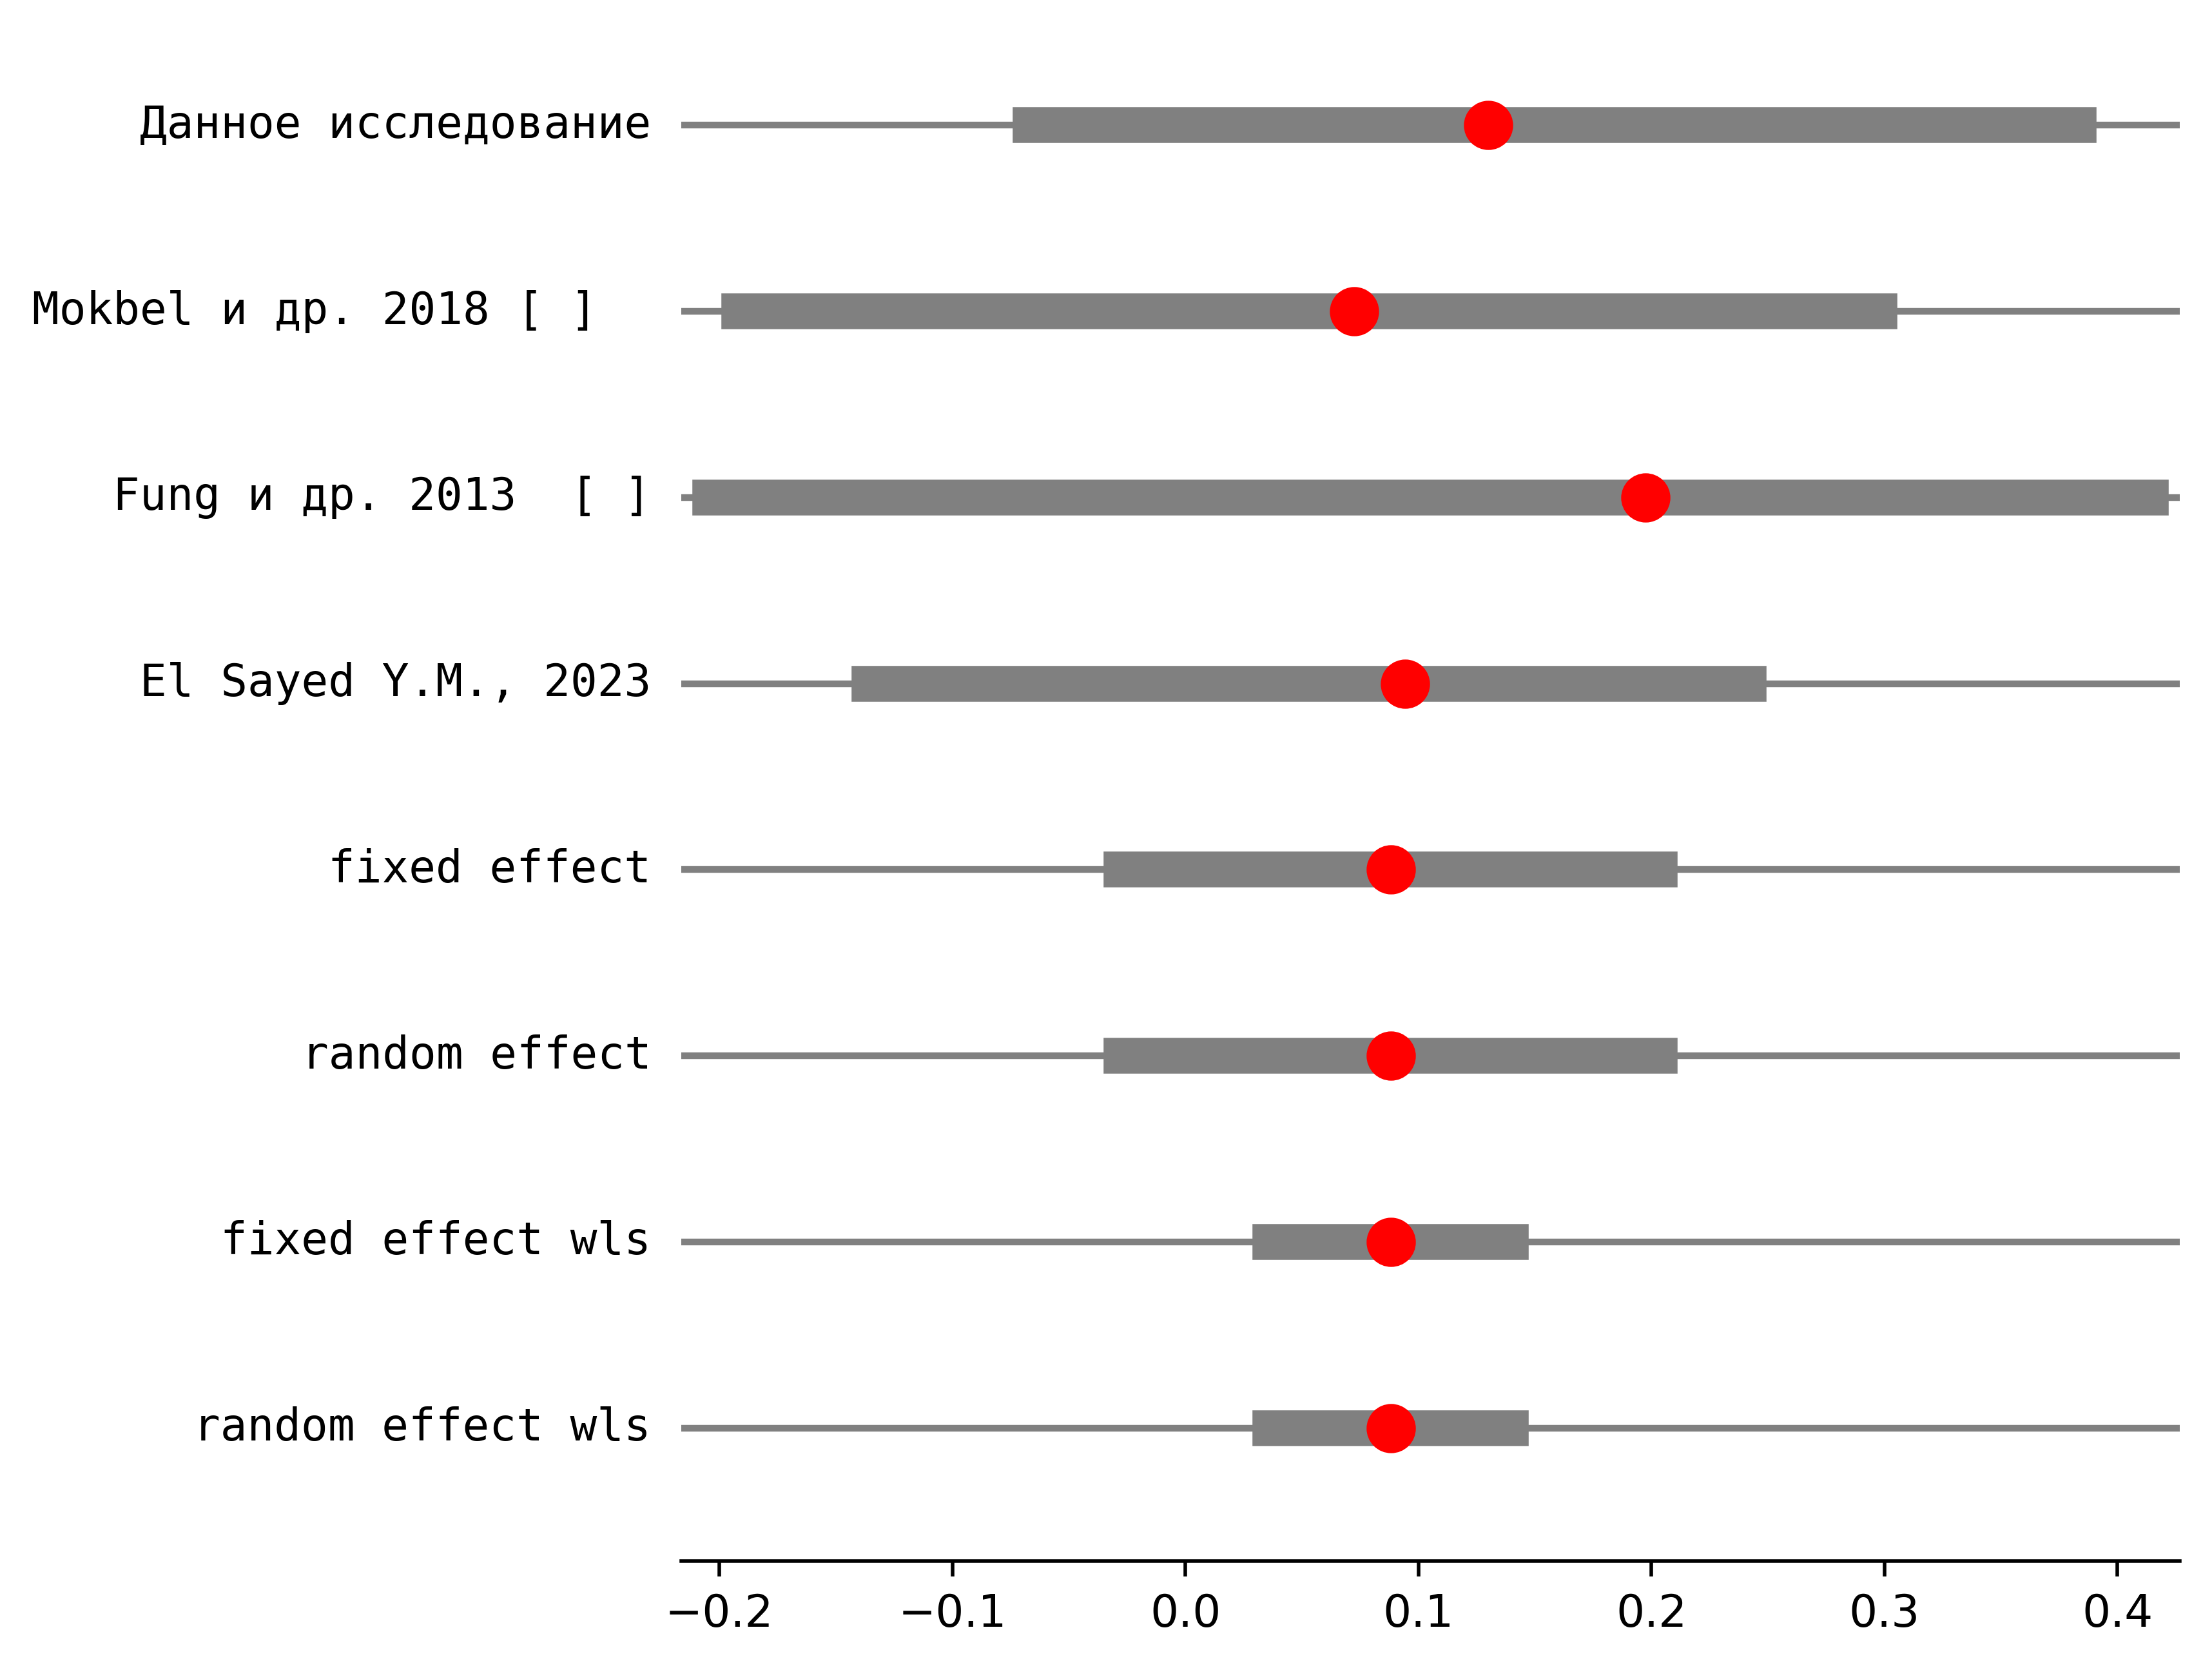 Данное исследование
Mokbel и др. 2018 [ ]
Fung и др. 2013  [ ]
El Sayed Y.M., 2023
fixed effect
random effect
fixed effect wls
random effect wls
−0.2 −0.1 0.0 0.1 0.2 0.3 0.4